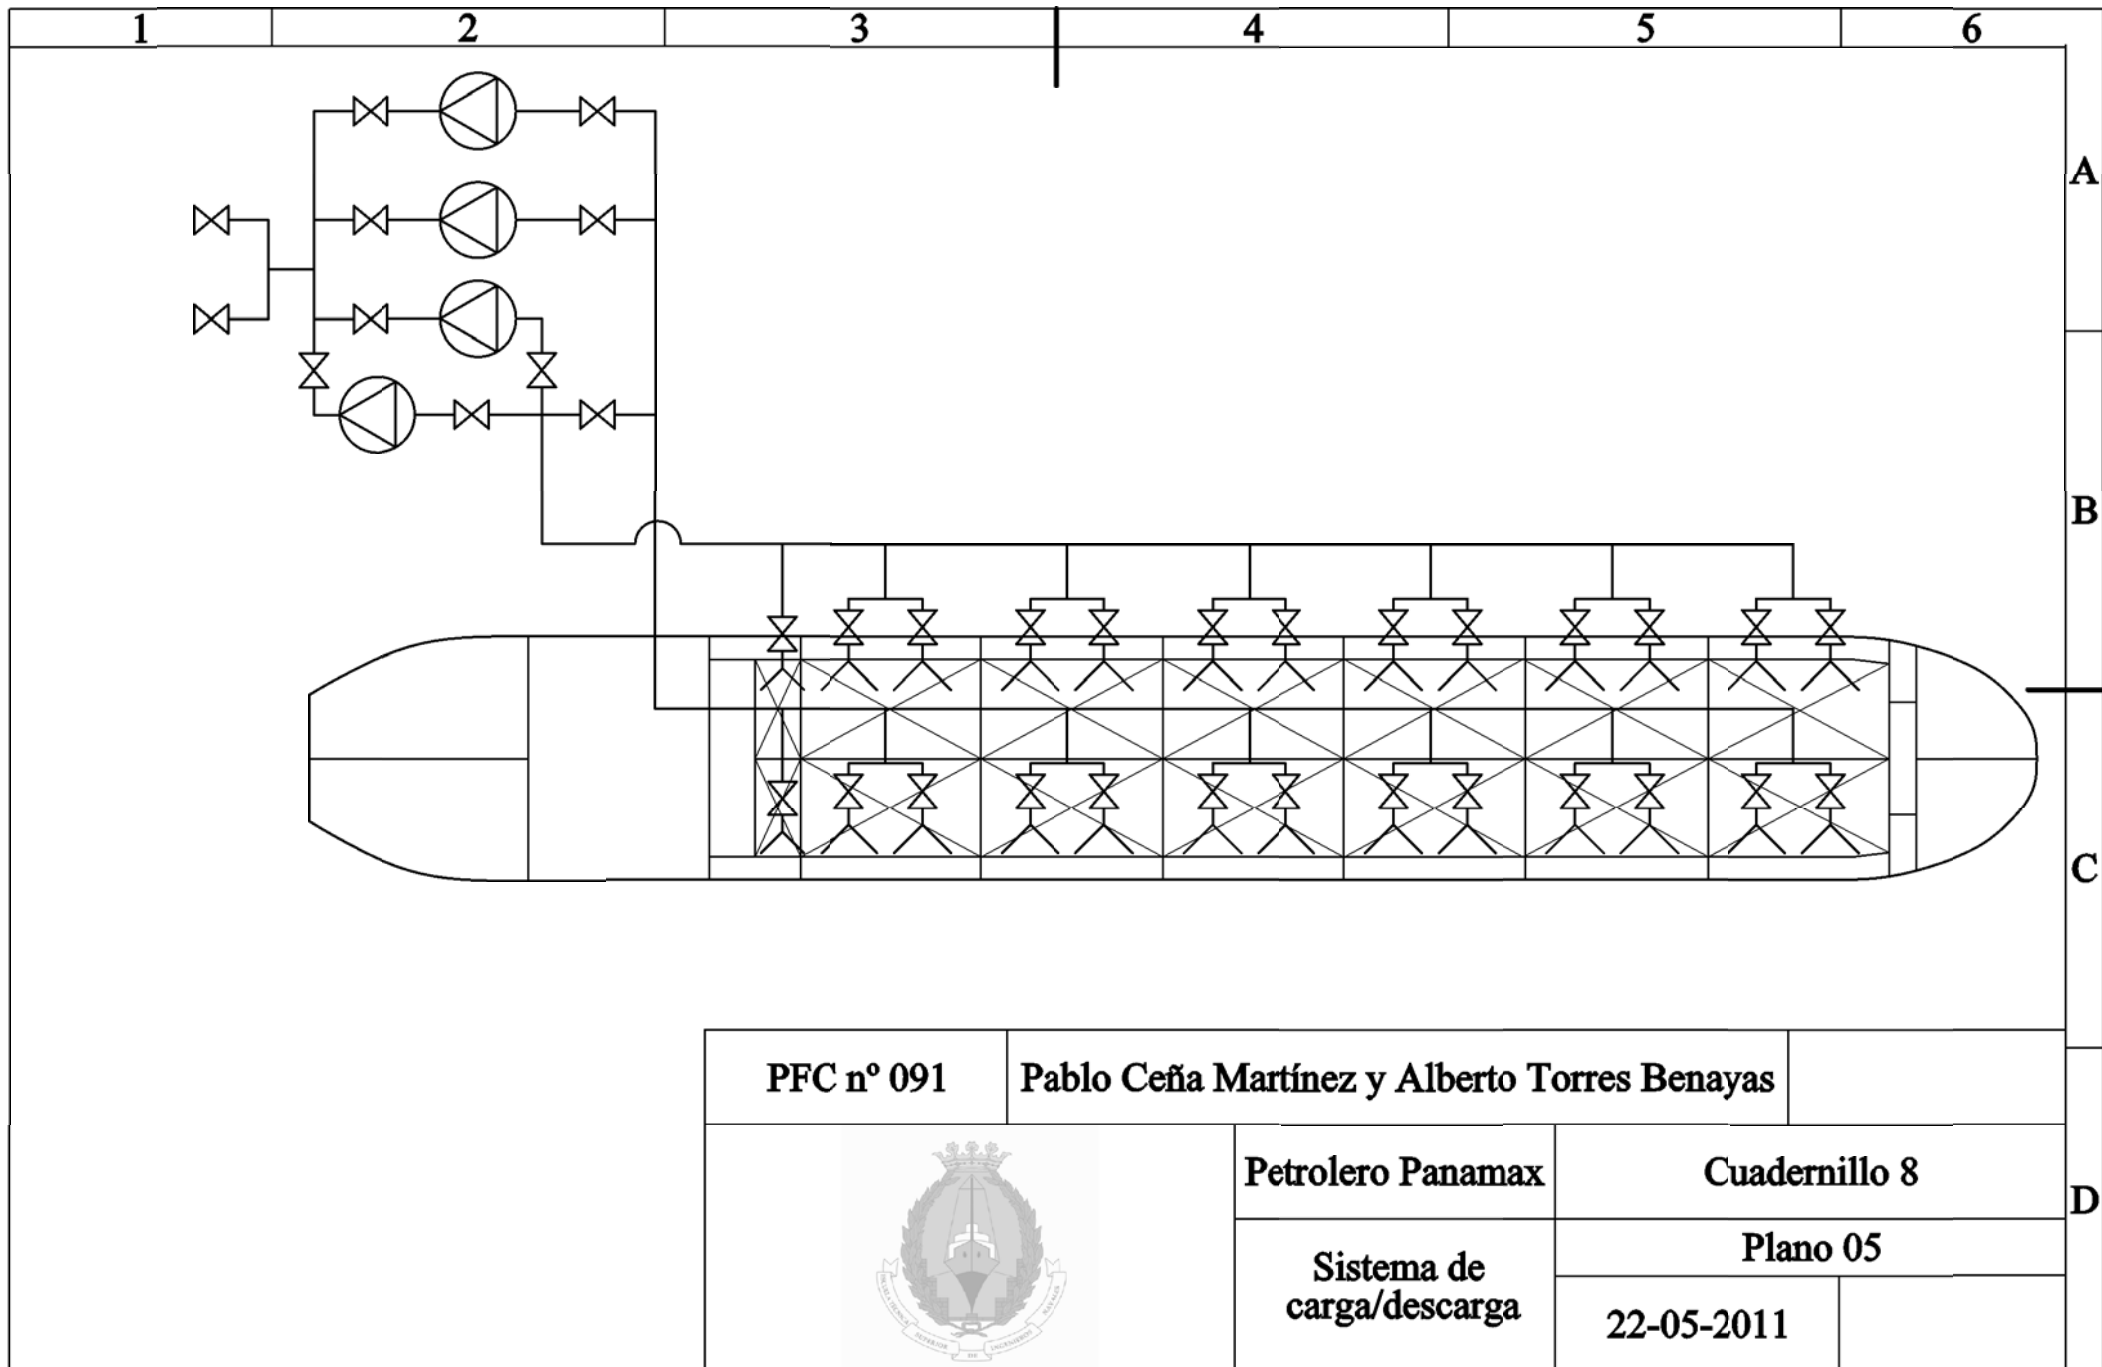 1 2 3 4 5 6
A
B
C
D
PFC nº 091
Pablo Ceña Martínez y Alberto Torres Benayas
Petrolero Panamax
Cuadernillo 8
Sistema de
carga/descarga
Plano 05
22-05-2011